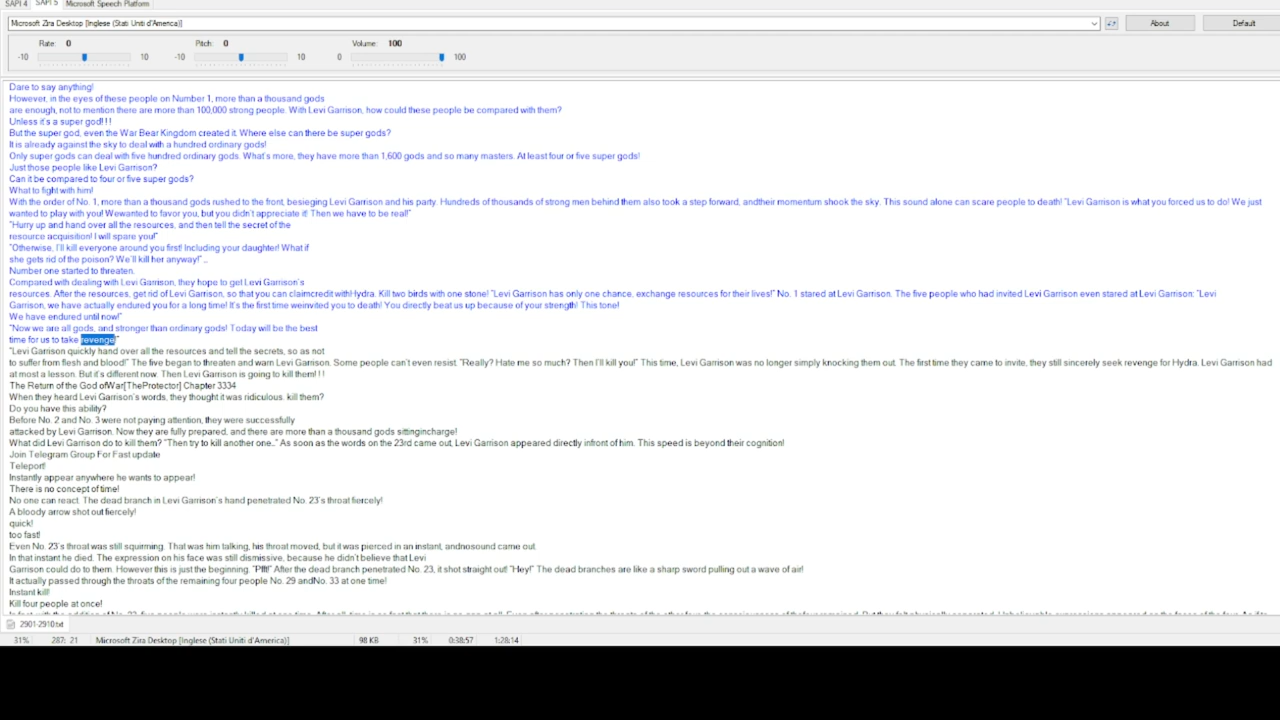 SAPI 4 SAPI 5 Microsoft Speech Platform
Microsoft Zira Desktop [Inglese (Stati Uniti d'America)] About Default
Rate: 0 Pitch: 0 Volume: 100
-10 10 -10 10 0 100
Dare to say anything!
However, in the eyes of these people on Number 1, more than a thousand gods
are enough, not to mention there are more than 100,000 strong people. With Levi Garrison, how could these people be compared with them?
Unless it's a super god!!!
But the super god, even the War Bear Kingdom created it. Where else can there be super gods?
It is already against the sky to deal with a hundred ordinary gods!
Only super gods can deal with five hundred ordinary gods. What's more, they have more than 1,600 gods and so many masters. At least four or five super gods!
Just those people like Levi Garrison?
Can it be compared to four or five super gods?
What to fight with him!
With the order of No. 1, more than a thousand gods rushed to the front, besieging Levi Garrison and his party. Hundreds of thousands of strong men behind them also took a step forward, andtheir momentum shook the sky. This sound alone can scare people to death! "Levi Garrison is what you forced us to do! We just
wanted to play with you! Wewanted to favor you, but you didn't appreciate it! Then we have to be real!"
"Hurry up and hand over all the resources, and then tell the secret of the
resource acquisition! I will spare you!"
"Otherwise, I'll kill everyone around you first! Including your daughter! What if
she gets rid of the poison? We'll kill her anyway!" ..
Number one started to threaten.
Compared with dealing with Levi Garrison, they hope to get Levi Garrison's
resources. After the resources, get rid of Levi Garrison, so that you can claimcredit withHydra. Kill two birds with one stone! "Levi Garrison has only one chance, exchange resources for their lives!" No. 1 stared at Levi Garrison. The five people who had invited Levi Garrison even stared at Levi Garrison: "Levi
Garrison, we have actually endured you for a long time! It's the first time weinvited you to death! You directly beat us up because of your strength! This tone!
We have endured until now!"
"Now we are all gods, and stronger than ordinary gods! Today will be the best
time for us to take revenge!"
"Levi Garrison quickly hand over all the resources and tell the secrets, so as not
to suffer from flesh and blood!" The five began to threaten and warn Levi Garrison. Some people can't even resist. "Really? Hate me so much? Then I'll kill you!" This time, Levi Garrison was no longer simply knocking them out. The first time they came to invite, they still sincerely seek revenge for Hydra. Levi Garrison had
at most a lesson. But it's different now. Then Levi Garrison is going to kill them!!!
The Return of the God ofWar[TheProtector] Chapter 3334
When they heard Levi Garrison's words, they thought it was ridiculous. kill them?
Do you have this ability?
Before No. 2 and No. 3 were not paying attention, they were successfully
attacked by Levi Garrison. Now they are fully prepared, and there are more than a thousand gods sittingincharge!
What did Levi Garrison do to kill them? "Then try to kill another one.." As soon as the words on the 23rd came out, Levi Garrison appeared directly infront of him. This speed is beyond their cognition!
Join Telegram Group For Fast update
Teleport!
Instantly appear anywhere he wants to appear!
There is no concept of time!
No one can react. The dead branch in Levi Garrison's hand penetrated No. 23's throat fiercely!
A bloody arrow shot out fiercely!
quick!
too fast!
Even No. 23's throat was still squirming. That was him talking, his throat moved, but it was pierced in an instant, andnosound came out.
In that instant he died. The expression on his face was still dismissive, because he didn't believe that Levi
Garrison could do to them. However this is just the beginning. "Pfft!" After the dead branch penetrated No. 23, it shot straight out! "Hey!" The dead branches are like a sharp sword pulling out a wave of air!
It actually passed through the throats of the remaining four people No. 29 andNo. 33 at one time!
Instant kill!
Kill four people at once!
2901-2910.txt
31% 287: 21 Microsoft Zira Desktop [Inglese (Stati Uniti d'America)] 98 KB 31% 0:38:57 1:28:14